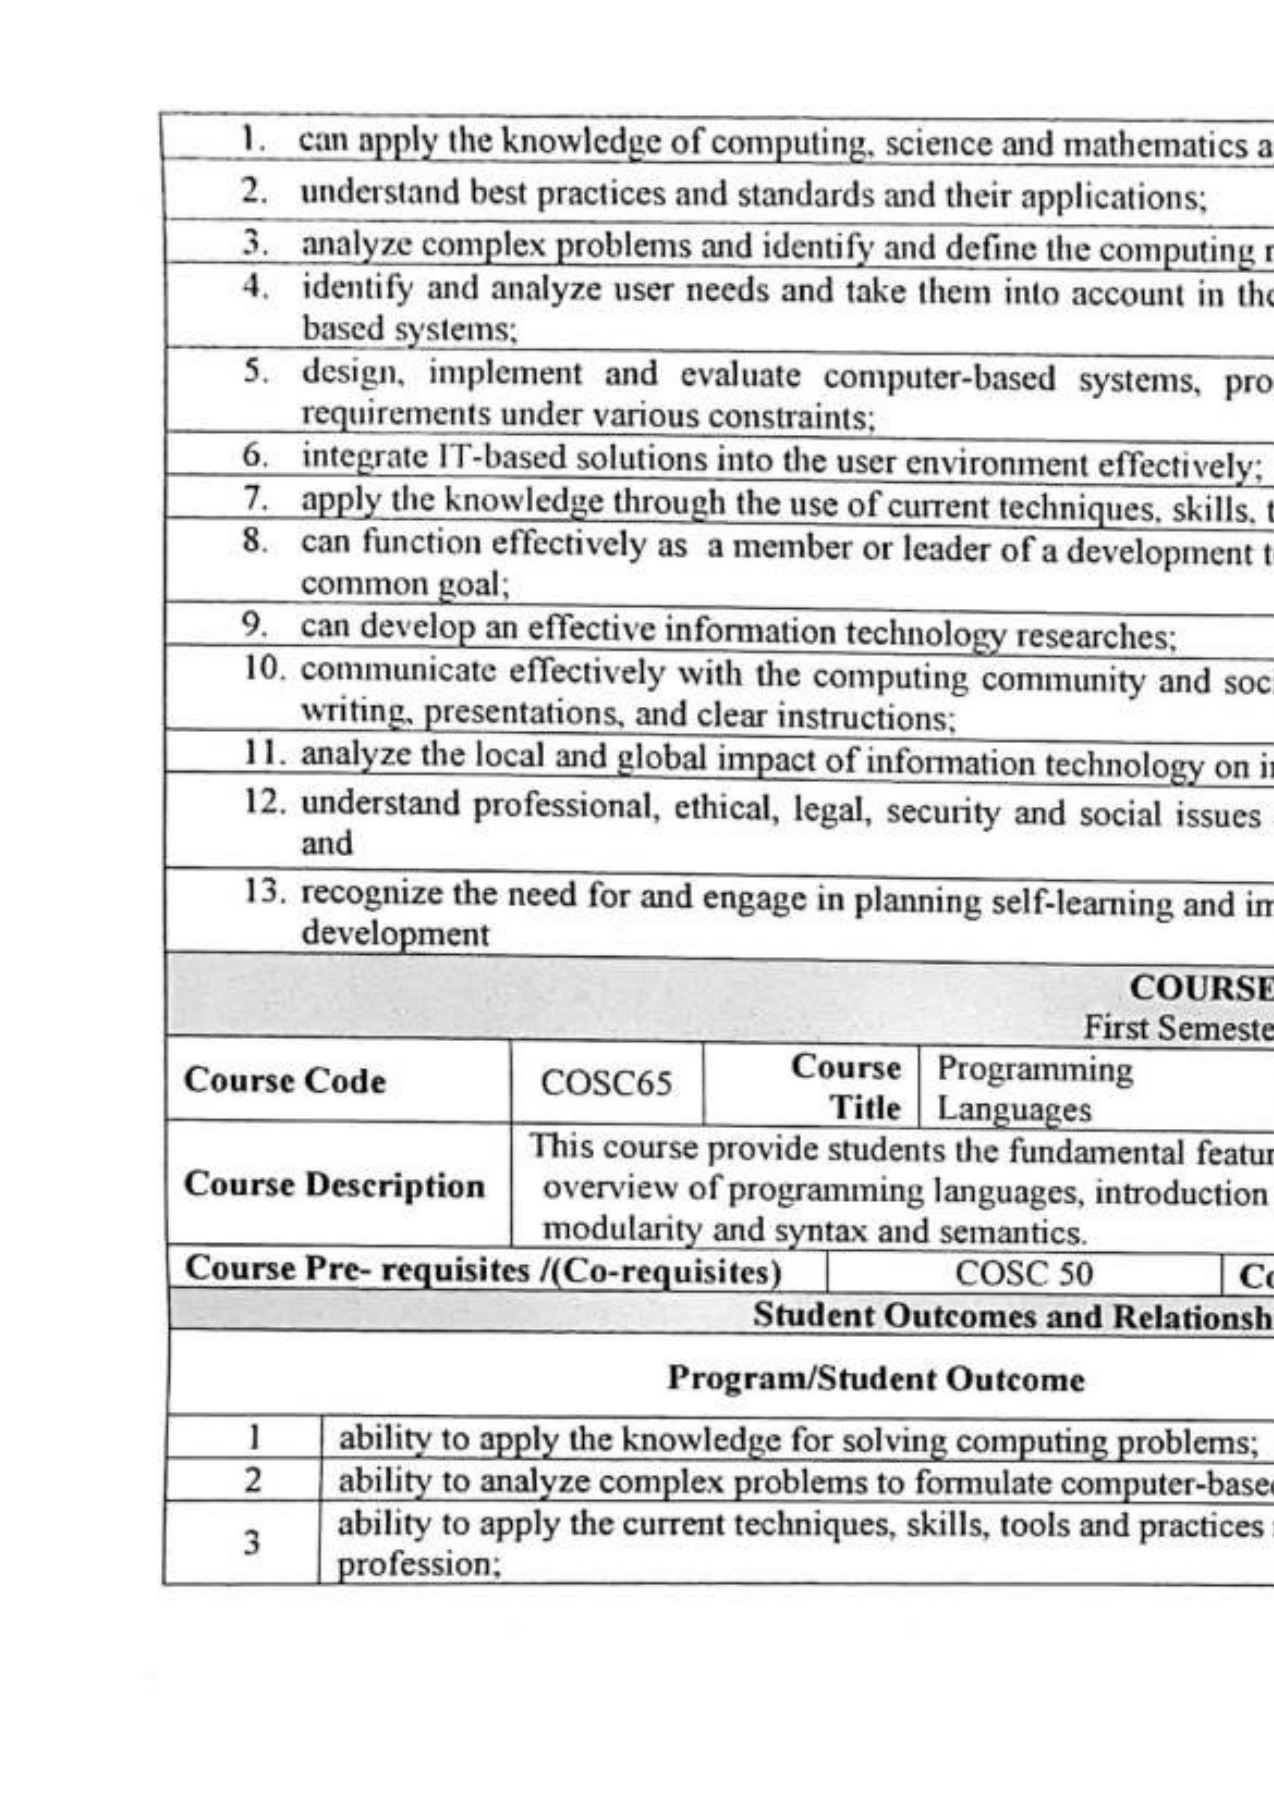 1. can apply the knowledge of computing, science and mathematics a
2. understand best practices and standards and their applications;
3. analyze complex problems and identify and define the computing
4. identify and analyze user needs and take them into account in the
based systems;
5. design, implement and evaluate computer-based systems, pro
requirements under various constraints;
6. integrate IT-based solutions into the user environment effectively;
7. apply the knowledge through the use of current techniques, skills, t
8. can function effectively as a member or leader of a development t
common goal;
9. can develop an effective information technology researches;
10. communicate effectively with the computing community and soc
writing, presentations, and clear instructions;
11. analyze the local and global impact of information technology on i
12. understand professional, ethical, legal, security and social issues
and
13. recognize the need for and engage in planning self-learning and im
development
COURSE
First Semeste
Course Code COSC65 Course Title Programming Languages
Course Description
This course provide students the fundamental featur
overview of programming languages, introduction
modularity and syntax and semantics.
Course Pre- requisites /(Co-requisites) COSC 50 Co
Student Outcomes and Relationsh
Program/Student Outcome
1 ability to apply the knowledge for solving computing problems;
2 ability to analyze complex problems to formulate computer-base
3 ability to apply the current techniques, skills, tools and practices
profession;